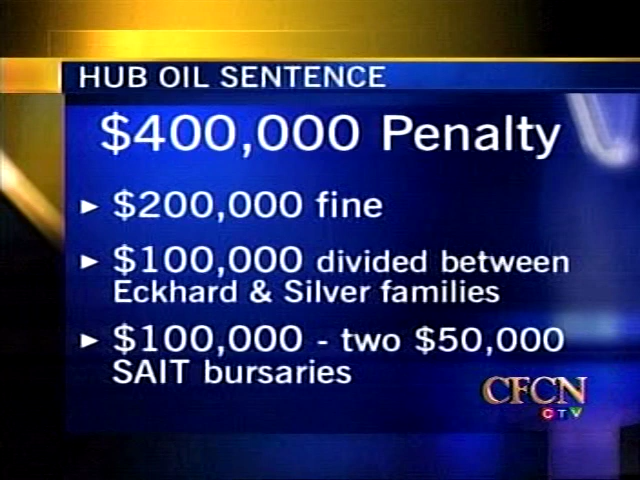 HUB OIL SENTENCE
$400,000 Penalty
► $200,000 fine
► $100,000 divided between
Eckhard & Silver families
► $100,000 - two $50,000
SAIT bursaries
CFCN
CTV